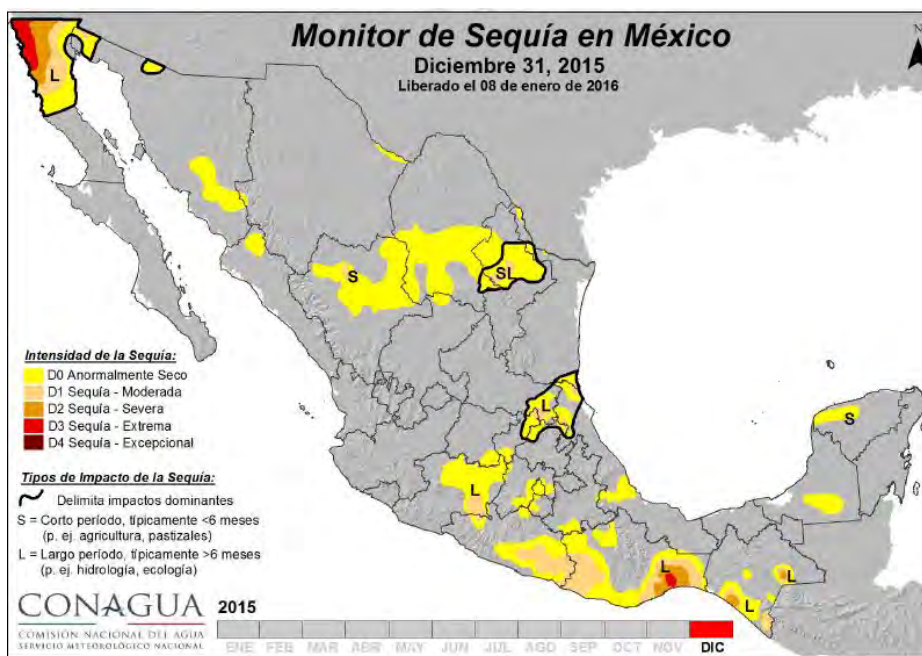 Monitor de Sequía en México
Diciembre 31, 2015
Liberado el 08 de enero de 2016
N
L
S
SL
L
S
L
L
L
L
Intensidad de la Sequía:
D0 Anormalmente Seco
D1 Sequía - Moderada
D2 Sequía - Severa
D3 Sequía - Extrema
D4 Sequía - Excepcional
Tipos de Impacto de la Sequía:
Delimita impactos dominantes
S = Corto período, típicamente <6 meses
(p. ej. agricultura, pastizales)
L = Largo período, típicamente >6 meses
(p. ej. hidrología, ecología)
CONAGUA
COMISIÓN NACIONAL DEL AGUA
SERVICIO METEOROLÓGICO NACIONAL
2015
ENE FEB MAR ABR MAY JUN JUL AGO SEP OCT NOV DIC